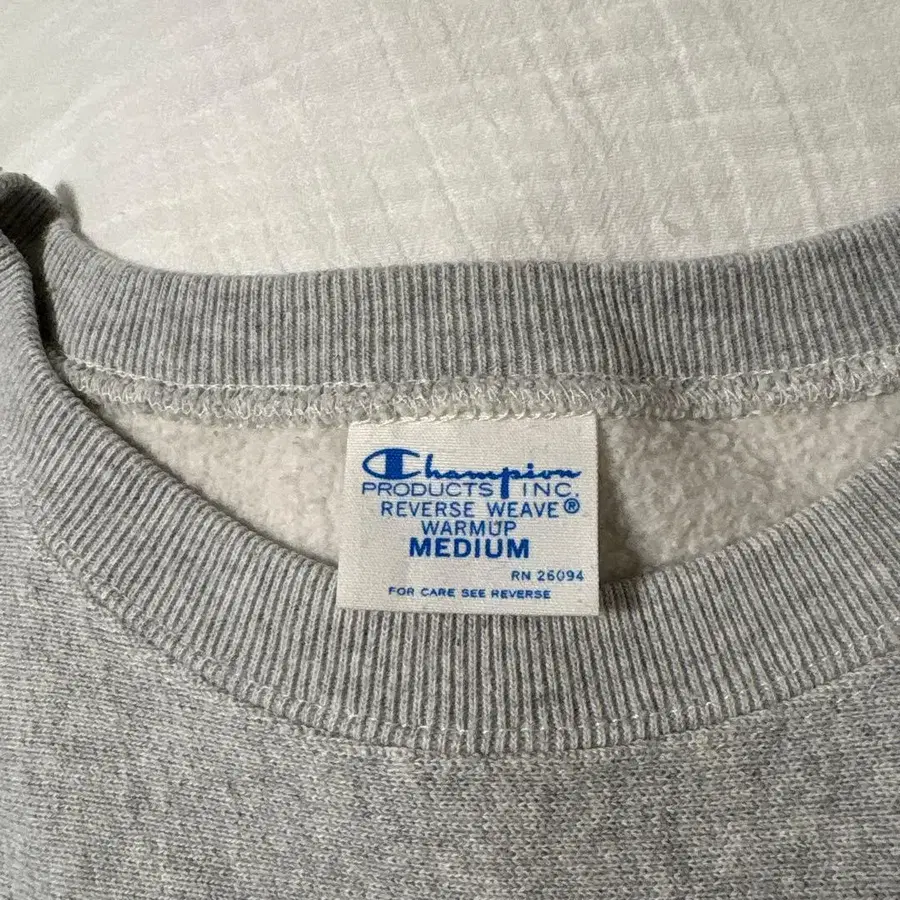 Champion
PRODUCTS INC.
REVERSE WEAVE®
WARMUP
MEDIUM
RN 26094
FOR CARE SEE REVERSE